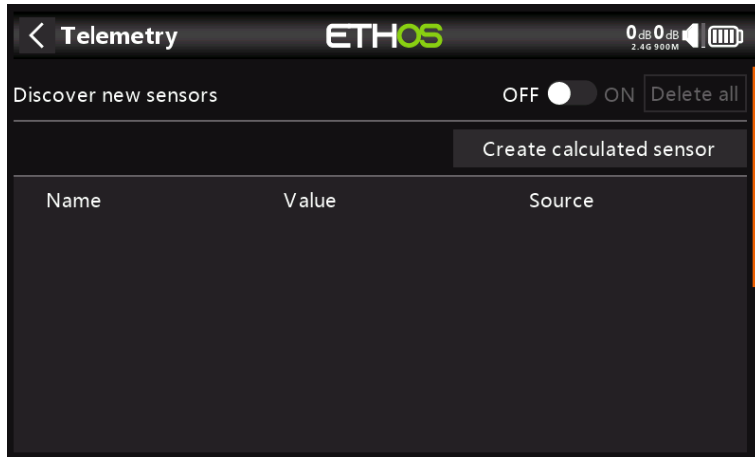 Telemetry ETHOS 0dB 0dB
2.4G 900M
Discover new sensors OFF ON Delete all
Create calculated sensor
Name Value Source